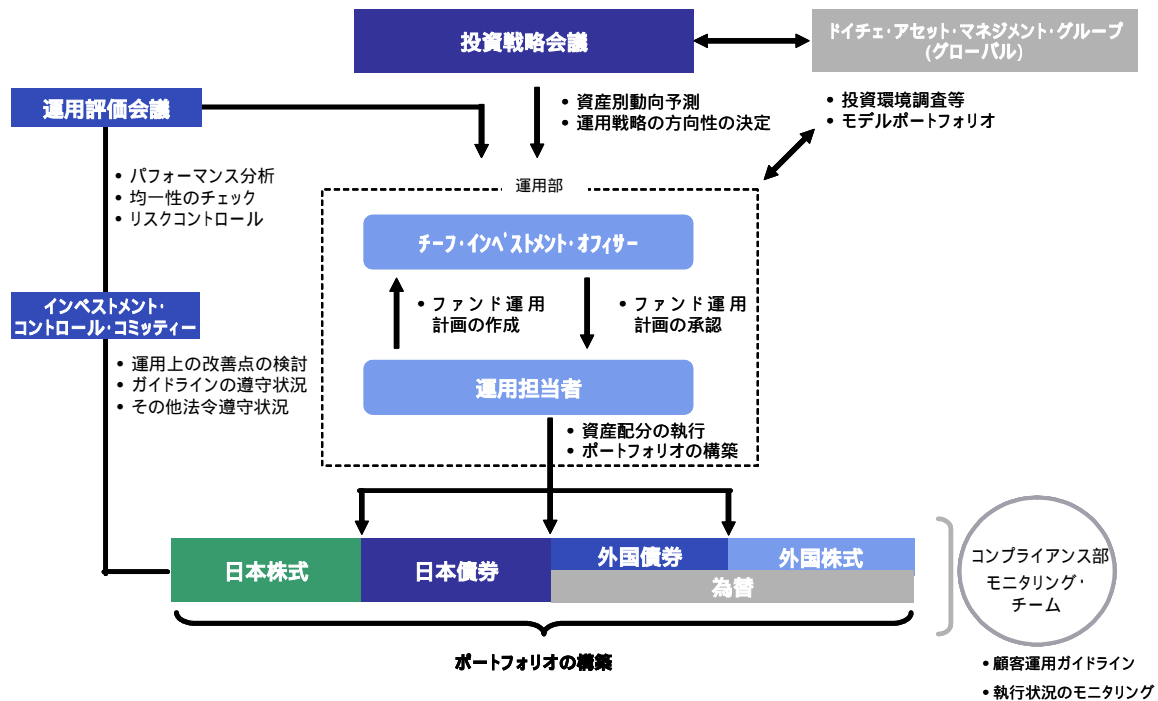 投資戦略会議
ドイチェ・アセット・マネジメント・グループ
(グローバル)
運用評価会議
• 資産別動向予測
• 運用戦略の方向性の決定
• 投資環境調査等
• モデルポートフォリオ
• パフォーマンス分析
• 均一性のチェック
• リスクコントロール
運用部
チーフ・インベストメント・オフィサー
• ファンド運用
計画の作成
• ファンド運用
計画の承認
インベストメント・
コントロール・コミッティー
• 運用上の改善点の検討
• ガイドラインの遵守状況
• その他法令遵守状況
運用担当者
• 資産配分の執行
• ポートフォリオの構築
日本株式
日本債券
外国債券
外国株式
為替
コンプライアンス部
モニタリング・
チーム
ポートフォリオの構築
• 顧客運用ガイドライン
• 執行状況のモニタリング